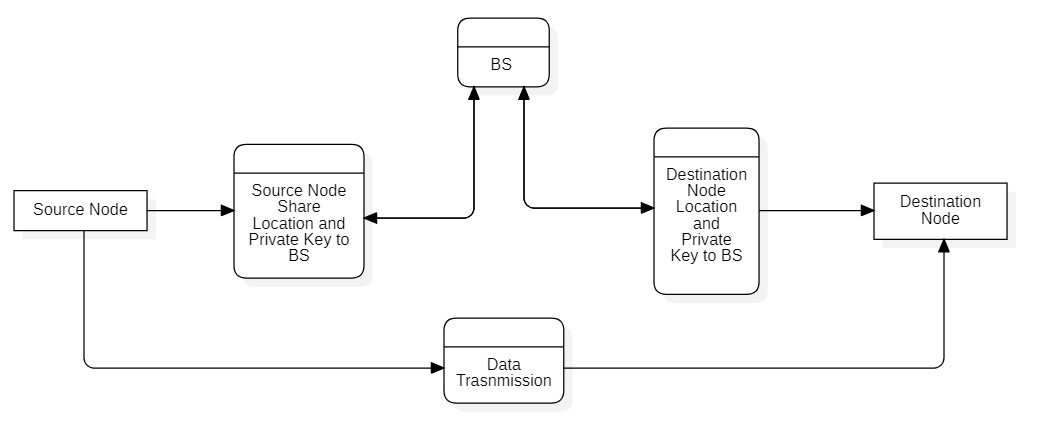 BS
Source Node
Source Node
Share
Location and
Private Key to
BS
Destination
Node
Location
and
Private
Key to BS
Destination
Node
Data
Trasnmission